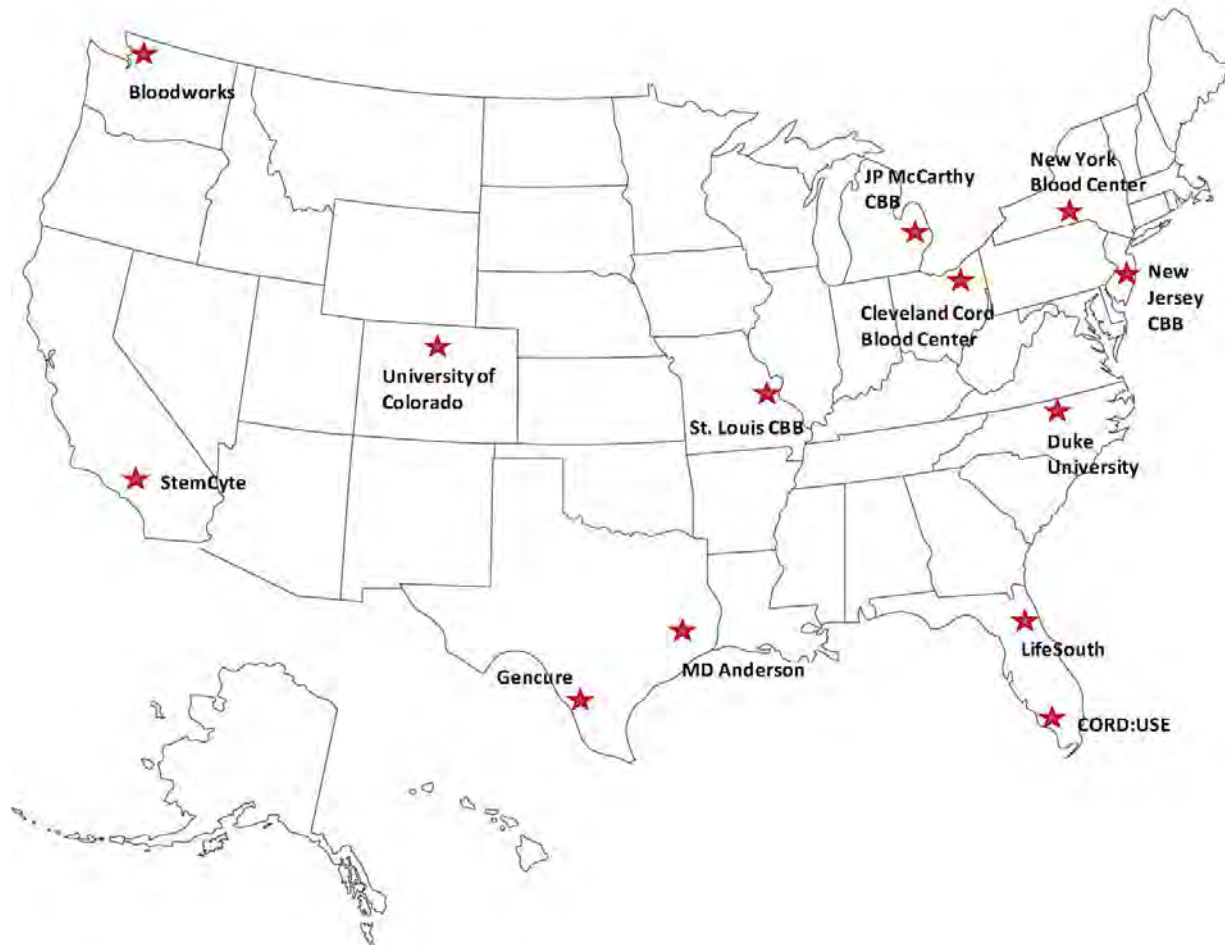 Bloodworks
JP McCarthy
CBB
New York
Blood Center
New
Jersey
CBB
Cleveland Cord
Blood Center
University of
Colorado
St. Louis CBB
Duke
University
StemCyte
Gencure
MD Anderson
LifeSouth
CORD:USE